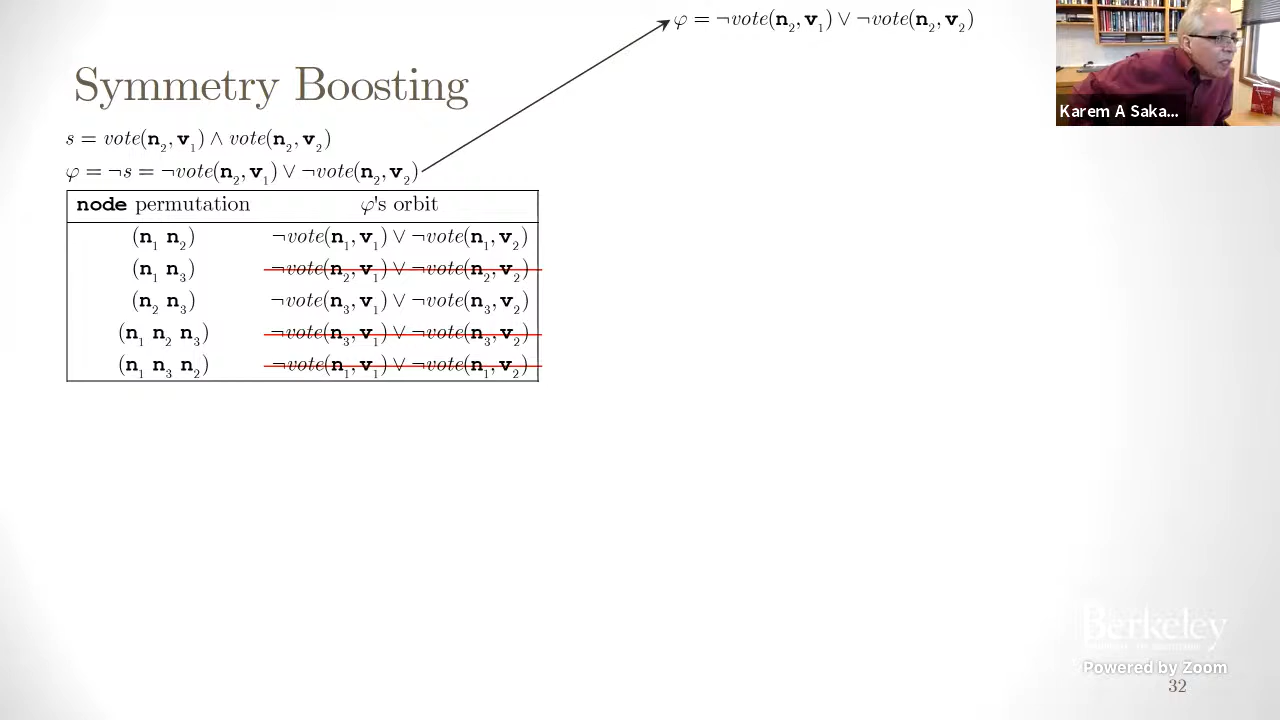 φ = ¬vote(n₂, v₁) ∨ ¬vote(n₂, v₂)
Karem A Saka...
Symmetry Boosting
s = vote(n₂, v₁) ∧ vote(n₂, v₂)
φ = ¬s = ¬vote(n₂, v₁) ∨ ¬vote(n₂, v₂)
node permutation φ's orbit
(n₁ n₂) ¬vote(n₁, v₁) ∨ ¬vote(n₁, v₂)
(n₁ n₃) ¬vote(n₂, v₁) ∨ ¬vote(n₂, v₂)
(n₂ n₃) ¬vote(n₃, v₁) ∨ ¬vote(n₃, v₂)
(n₁ n₂ n₃) ¬vote(n₃, v₁) ∨ ¬vote(n₃, v₂)
(n₁ n₃ n₂) ¬vote(n₁, v₁) ∨ ¬vote(n₁, v₂)
Berkeley
Powered by Zoom
32